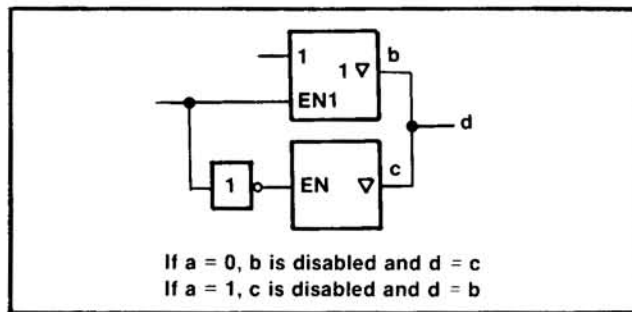 1
b
1 ▽
EN1
d
c
1
EN
▽
If a = 0, b is disabled and d = c
If a = 1, c is disabled and d = b